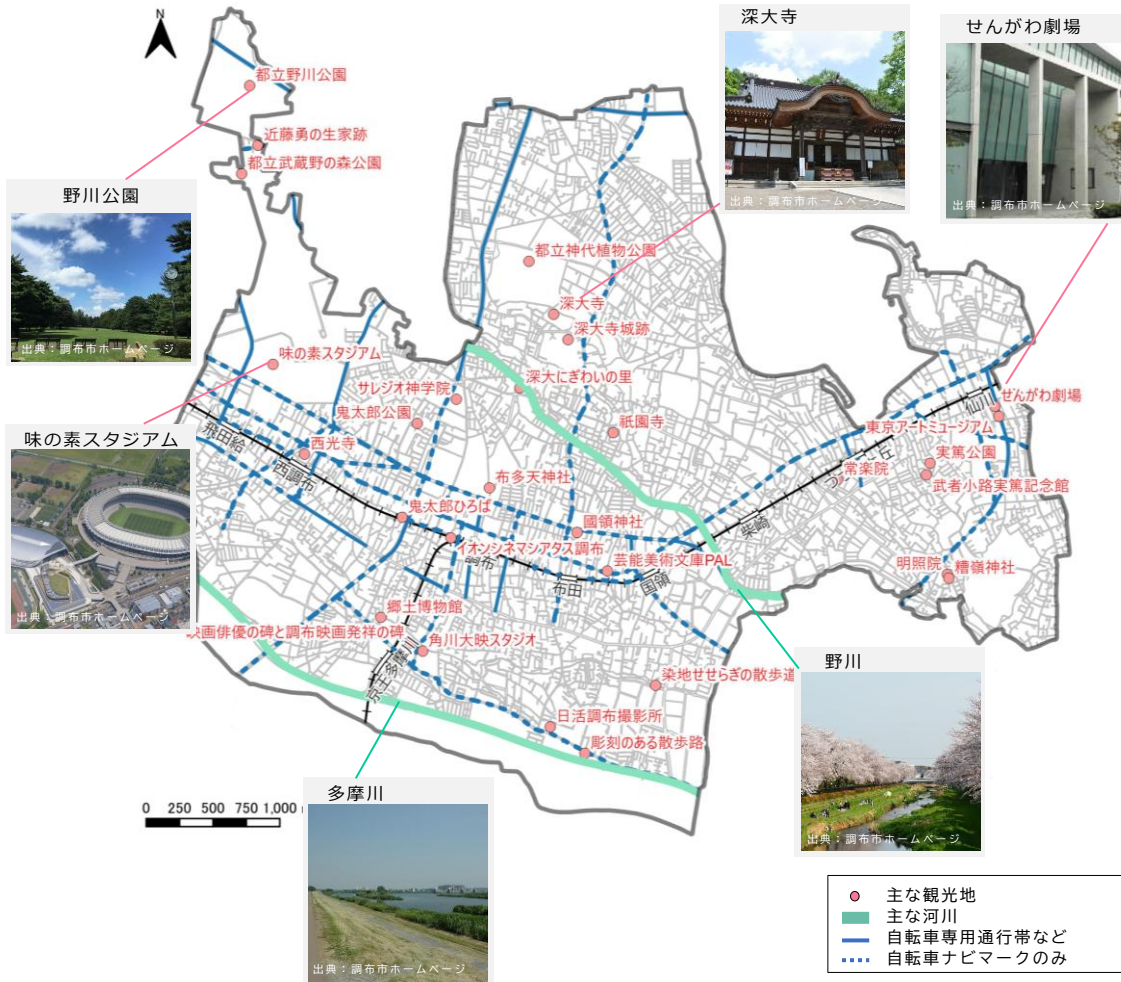 N
深大寺
出典：調布市ホームページ
せんがわ劇場
出典：調布市ホームページ
都立野川公園
近藤勇の生家跡
都立武蔵野の森公園
野川公園
出典：調布市ホームページ
都立神代植物公園
深大寺
深大寺城跡
味の素スタジアム
サレジオ神学院
深大にぎわいの里
鬼太郎公園
祇園寺
仙川
せんがわ劇場
東京アートミュージアム
味の素スタジアム
出典：調布市ホームページ
飛田給
西光寺
西調布
布多天神社
つつじヶ丘
常楽院
実篤公園
武者小路実篤記念館
鬼太郎ひろば
國領神社
柴崎
イオンシネマシアタス調布
調布
芸能美術文庫PAL
布田
国領
明照院
糟嶺神社
郷土博物館
映画俳優の碑と調布映画発祥の碑
角川大映スタジオ
京王多摩川
染地せせらぎの散歩道
野川
出典：調布市ホームページ
日活調布撮影所
彫刻のある散歩路
多摩川
出典：調布市ホームページ
0 250 500 750 1,000
主な観光地
主な河川
自転車専用通行帯など
自転車ナビマークのみ